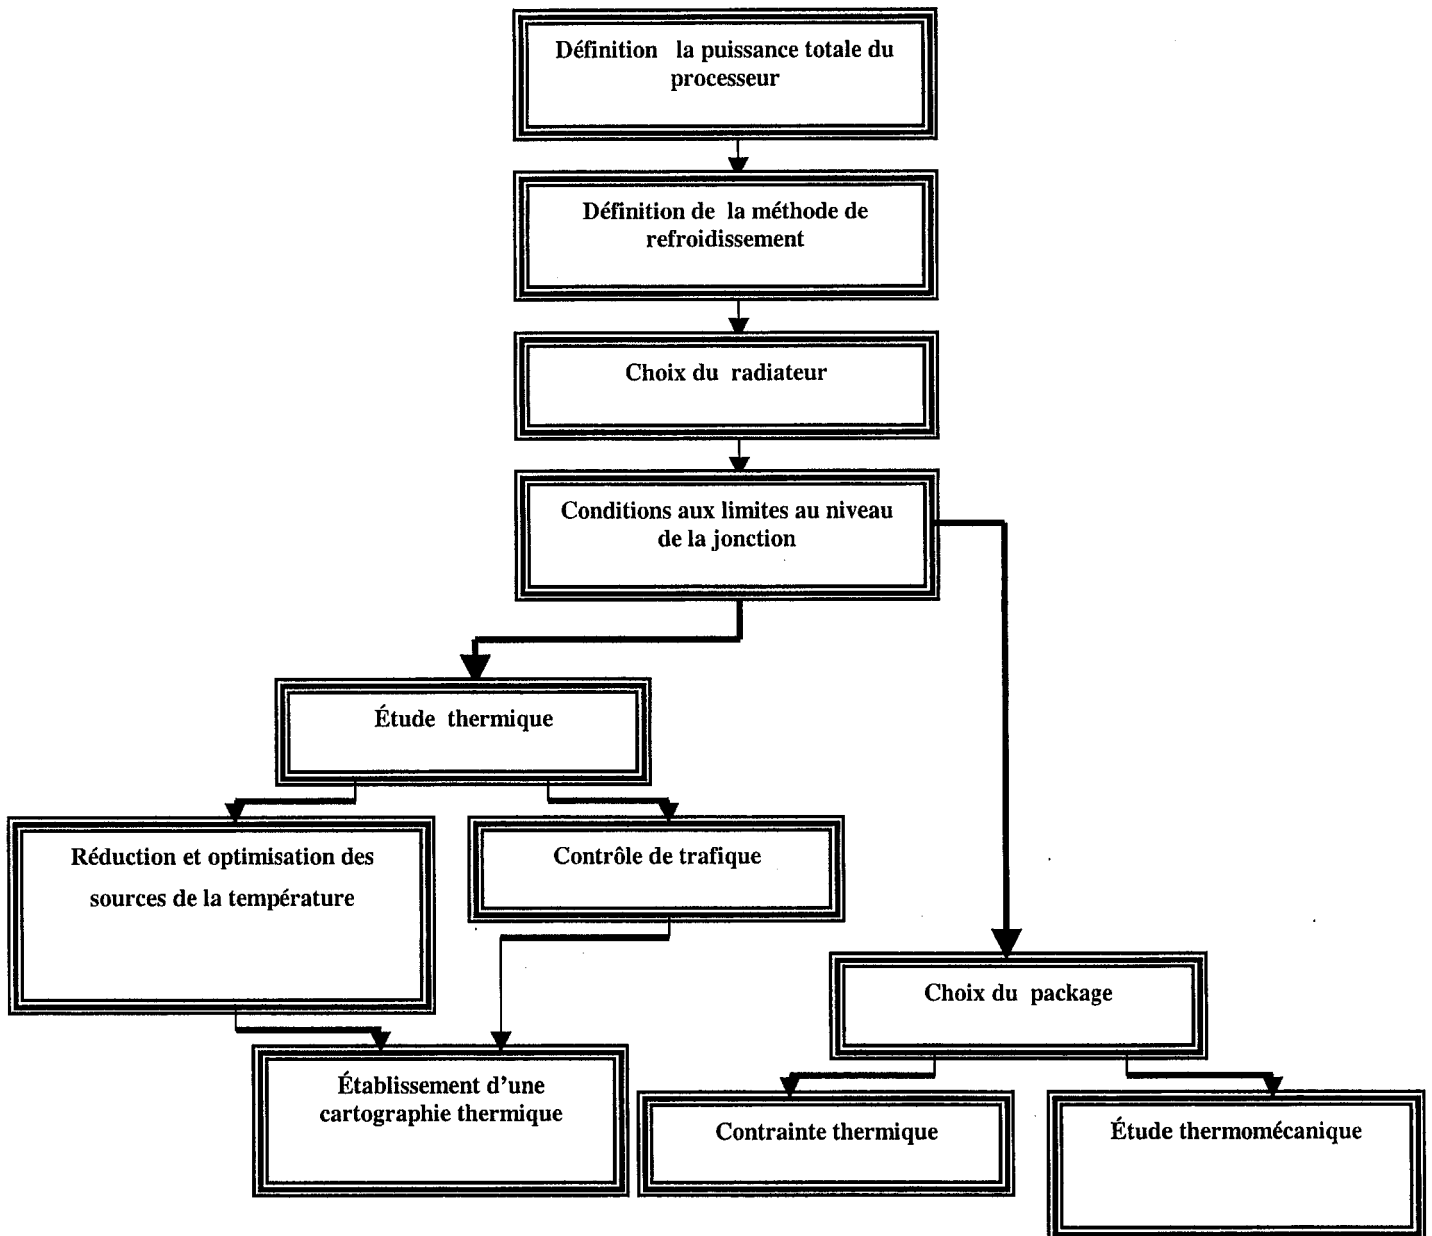 Définition la puissance totale du
processeur
Définition de la méthode de
refroidissement
Choix du radiateur
Conditions aux limites au niveau
de la jonction
Étude thermique
Réduction et optimisation des
sources de la température
Contrôle de trafique
Choix du package
Établissement d'une
cartographie thermique
Contrainte thermique
Étude thermomécanique